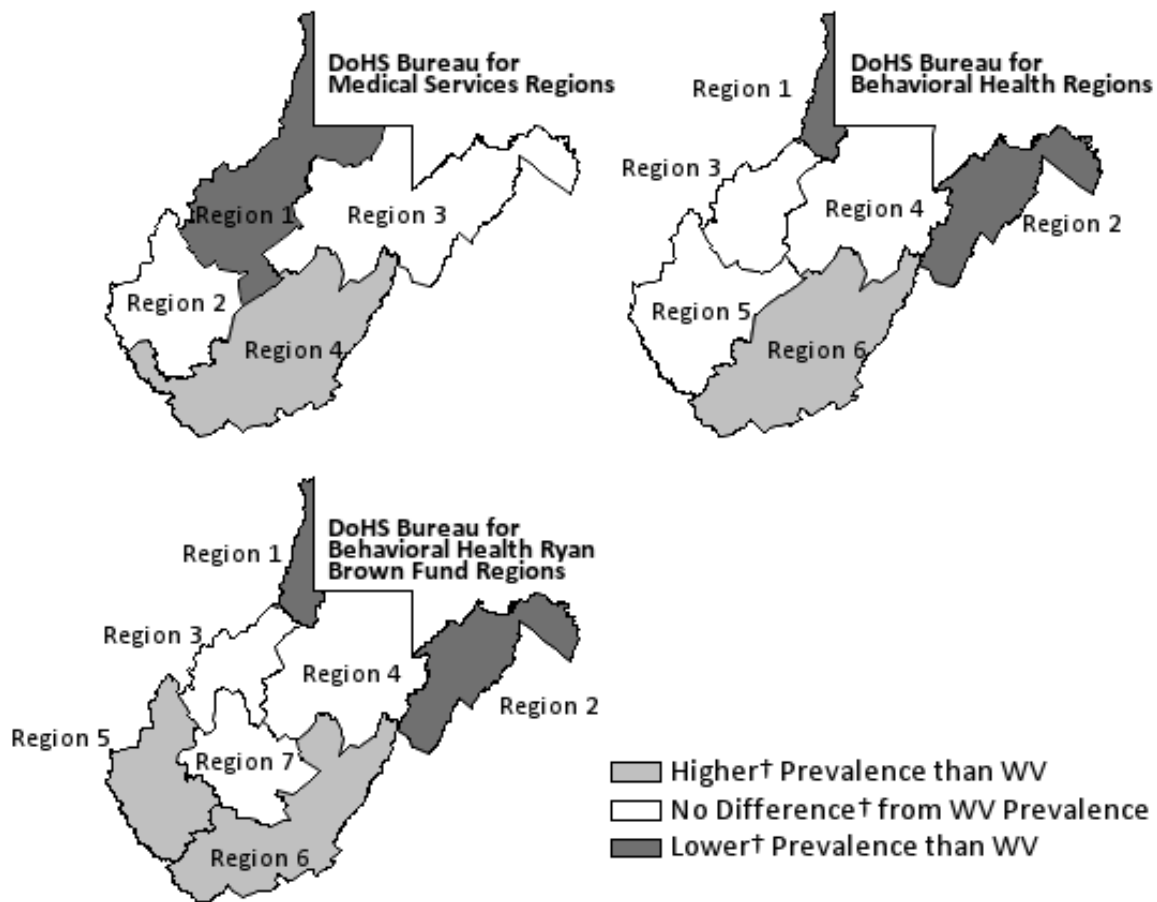 DoHS Bureau for
Medical Services Regions
Region 1
Region 3
Region 2
Region 4
DoHS Bureau for
Behavioral Health Regions
Region 1
Region 3
Region 4
Region 2
Region 5
Region 6
DoHS Bureau for
Behavioral Health Ryan
Brown Fund Regions
Region 1
Region 3
Region 4
Region 2
Region 5
Region 7
Region 6
Higher† Prevalence than WV
No Difference† from WV Prevalence
Lower† Prevalence than WV